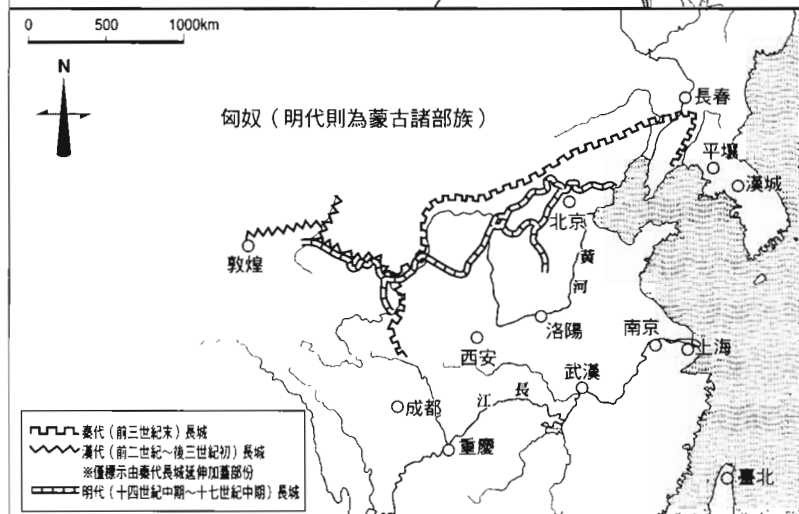 0 500 1000km
N
匈奴（明代則為蒙古諸部族）
長春
平壤
漢城
北京
敦煌
黃河
洛陽
西安
南京
上海
武漢
成都
長江
重慶
臺北
秦代（前三世紀末）長城
漢代（前二世紀～後三世紀初）長城
※僅標示由秦代長城延伸加蓋部份
明代（十四世紀中期～十七世紀中期）長城